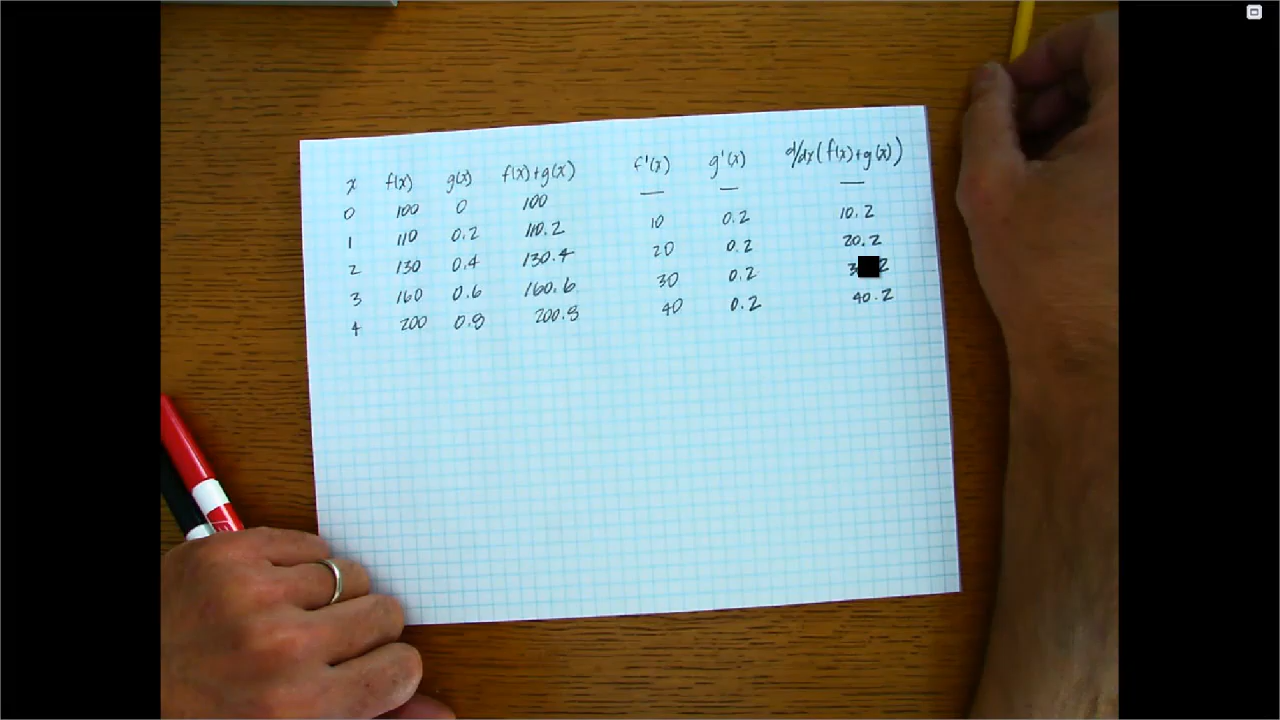 x f(x) g(x) f(x)+g(x) f'(x) g'(x) d/dx(f(x)+g(x))
0 100 0 100 — — —
1 110 0.2 110.2 10 0.2 10.2
2 130 0.4 130.4 20 0.2 20.2
3 160 0.6 160.6 30 0.2
4 200 0.8 200.8 40 0.2 40.2